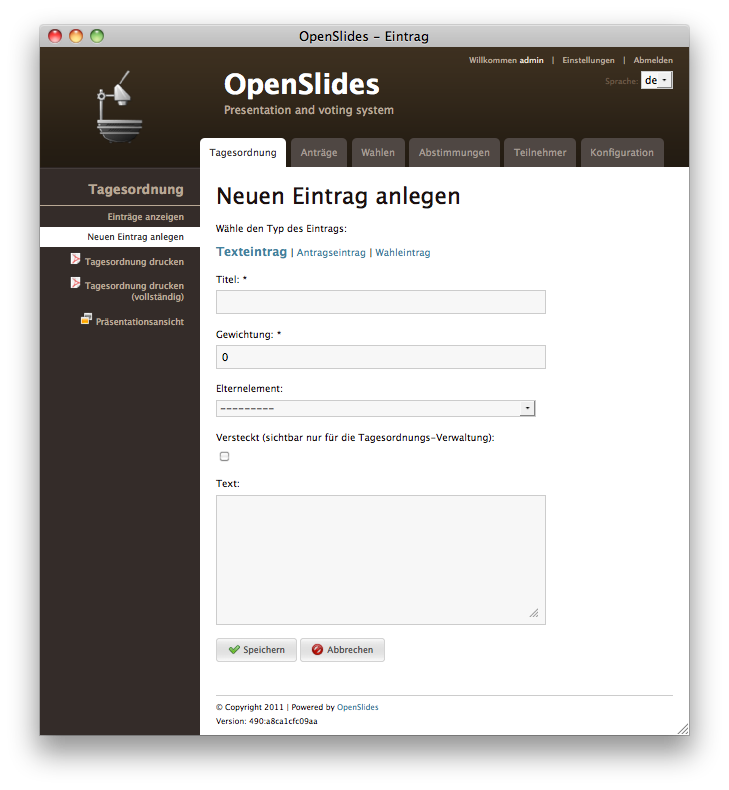 OpenSlides – Eintrag
Willkommen admin | Einstellungen | Abmelden
OpenSlides
Sprache: de
Presentation and voting system
Tagesordnung Anträge Wahlen Abstimmungen Teilnehmer Konfiguration
Tagesordnung
Einträge anzeigen
Neuen Eintrag anlegen
Tagesordnung drucken
Tagesordnung drucken
(vollständig)
Präsentationsansicht
Neuen Eintrag anlegen
Wähle den Typ des Eintrags:
Texteintrag | Antragseintrag | Wahleintrag
Titel: *
Gewichtung: *
0
Elternelement:
---------
Versteckt (sichtbar nur für die Tagesordnungs-Verwaltung):
Text:
Speichern Abbrechen
© Copyright 2011 | Powered by OpenSlides
Version: 490:a8ca1cfc09aa